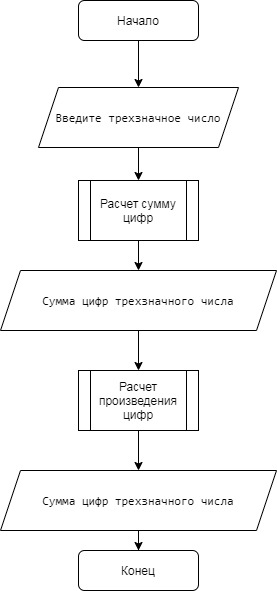 Начало
Введите трехзначное число
Расчет сумму
цифр
Сумма цифр трехзначного числа
Расчет
произведения
цифр
Сумма цифр трехзначного числа
Конец